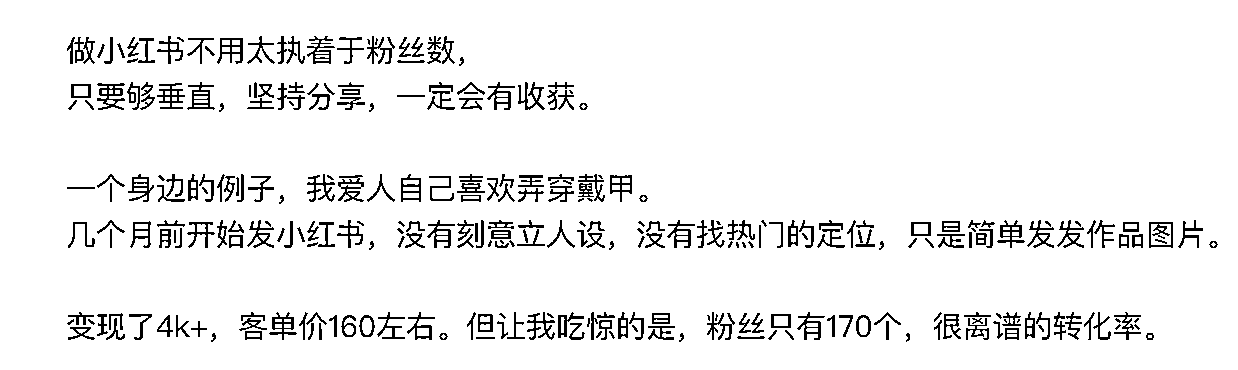 做小红书不用太执着于粉丝数，
只要够垂直，坚持分享，一定会有收获。
一个身边的例子，我爱人自己喜欢弄穿戴甲。
几个月前开始发小红书，没有刻意立人设，没有找热门的定位，只是简单发发作品图片。
变现了4k+，客单价160左右。但让我吃惊的是，粉丝只有170个，很离谱的转化率。